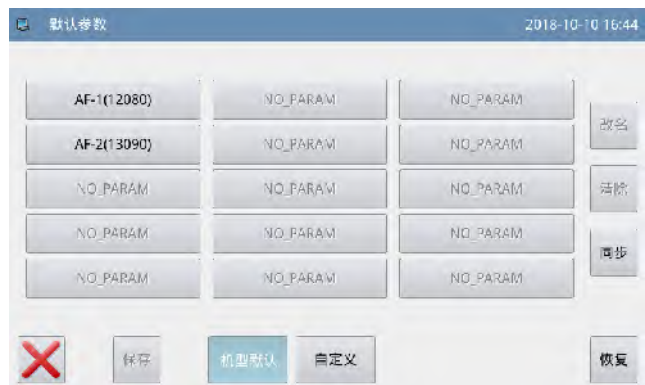 默认参数 2018-10-10 16:44
AF-1(12080) NO_PARAM NO_PARAM
改名
AF-2(13090) NO_PARAM NO_PARAM
NO_PARAM NO_PARAM NO_PARAM
清除
NO_PARAM NO_PARAM NO_PARAM
同步
NO_PARAM NO_PARAM NO_PARAM
保存 机型默认 自定义 恢复